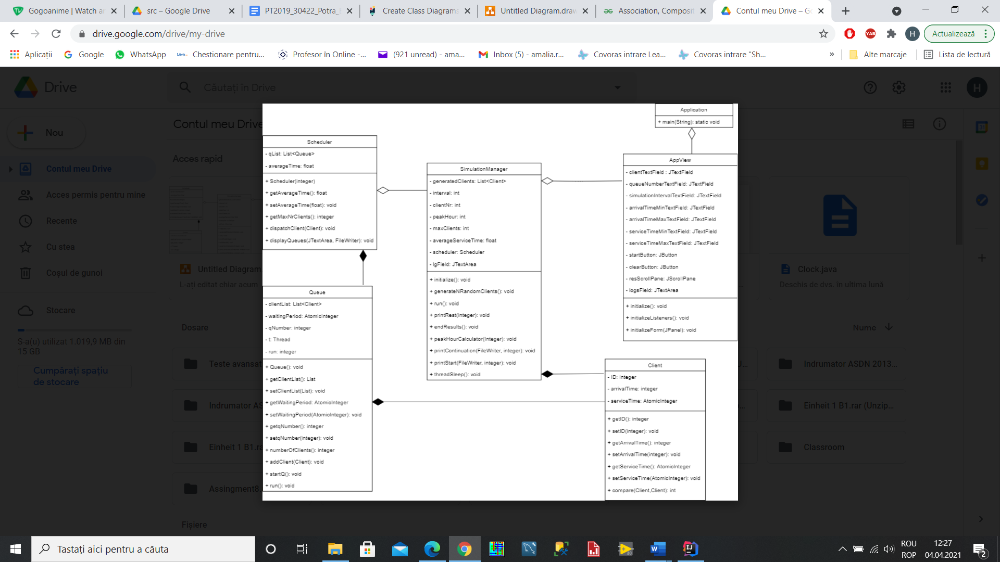 Gogoanime | Watch an
src – Google Drive
PT2019_30422_Potra_
Create Class Diagrams
Untitled Diagram.draw
Association, Composit
Contul meu Drive – Go
drive.google.com/drive/my-drive
H
Actualizează
Aplicații
Google
WhatsApp
Chestionare pentru...
Profesor în Online -...
(921 unread) - ama...
Inbox (5) - amalia.r...
Covoras intrare Lea...
Covoras intrare "Sh...
»
Alte marcaje
Lista de lectură
Drive
Căutați în Drive
H
Nou
Contul meu Drive
Acces permis pentru mine
Recente
Cu stea
Coșul de gunoi
Stocare
S-a(u) utilizat 1.019,9 MB din
15 GB
Cumpărați spațiu
de stocare
Contul meu Drive
Acces rapid
Untitled Diagram.
L-ați editat chiar acum
Clock.java
Deschis de dvs. în ultima lună
Dosare
Nume
Teste avansat
Indrumator ASDN 2013...
Indrumator AS
Einheit 1 B1.rar (Unzip...
Einheit 1 B1.ra
Classroom
Assingment8.
Fișiere
Application
+ main(String): static void
Scheduler
- qList: List<Queue>
- averageTime: float
+ Scheduler(integer)
+ getAverageTime(): float
+ setAverageTime(float): void
+ getMaxNrClients(): integer
+ dispatchClient(Client): void
+ displayQueues(JTextArea, FileWriter): void
Queue
- clientList: List<Client>
- waitingPeriod: AtomicInteger
- qNumber: integer
- t: Thread
- run: integer
+ Queue(): void
+ getClientList(): List
+ setClientList(List): void
+ getWaitingPeriod: AtomicInteger
+ setWaitingPeriod(AtomicInteger): void
+ getqNumber(): integer
+ setqNumber(integer): void
+ numberOfClients(): integer
+ addClient(Client): void
+ startQ(): void
+ run(): void
SimulationManager
- generatedClients: List<Client>
- interval: int
- clientNr: int
- peakHour: int
- maxClients: int
- averageServiceTime: float
- scheduler: Scheduler
- lgField: JTextArea
+ initialize(): void
+ generateNRandomClients(): void
+ run(): void
+ printRest(integer): void
+ endResults(): void
+ peakHourCalculator(Integer): void
+ printContinuation(FileWriter, integer): void
+ printStart(FileWriter, integer): void
+ threadSleep(): void
AppView
- clientTextField : JTextField
- queueNumberTextField: JTextField
- simulationIntervalTextField: JTextField
- arrivalTimeMinTextField: JTextField
- arrivalTimeMaxTextField: JTextField
- serviceTimeMinTextField: JTextField
- serviceTimeMaxTextField: JTextField
- startButton: JButton
- clearButton: JButton
- resScrollPane: JScrollPane
- logsField: JTextArea
+ initialize(): void
+ initializeListeners(): void
+ initializeForm(JPanel): void
Client
- ID: integer
- arrivalTime: integer
- serviceTime: AtomicInteger
+ getID(): integer
+ setID(integer): void
+ getArrivalTime(): integer
+ setArrivalTime(integer): void
+ getServiceTime(): AtomicInteger
+ setServiceTime(AtomicInteger): void
+ compare(Client,Client): int
Tastați aici pentru a căuta
ROU
ROP
12:27
04.04.2021
2